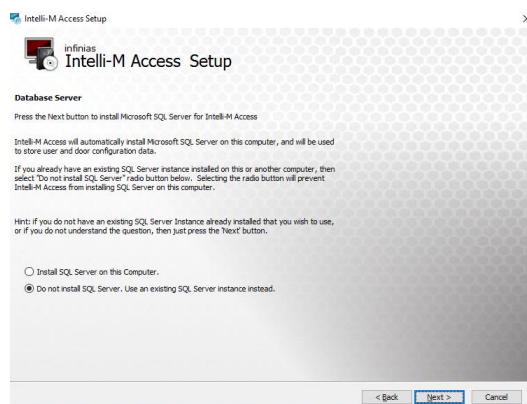 Intelli-M Access Setup
infinias
Intelli-M Access Setup
Database Server
Press the Next button to install Microsoft SQL Server for Intelli-M Access
Intelli-M Access will automatically install Microsoft SQL Server on this computer, and will be used
to store user and door configuration data.
If you already have an existing SQL Server instance installed on this or another computer, then
select "Do not install SQL Server" radio button below. Selecting the radio button will prevent
Intelli-M Access from installing SQL Server on this computer.
Hint: if you do not have an existing SQL Server Instance already installed that you wish to use,
or if you do not understand the question, then just press the 'Next' button.
Install SQL Server on this Computer.
Do not install SQL Server. Use an existing SQL Server instance instead.
< Back Next > Cancel